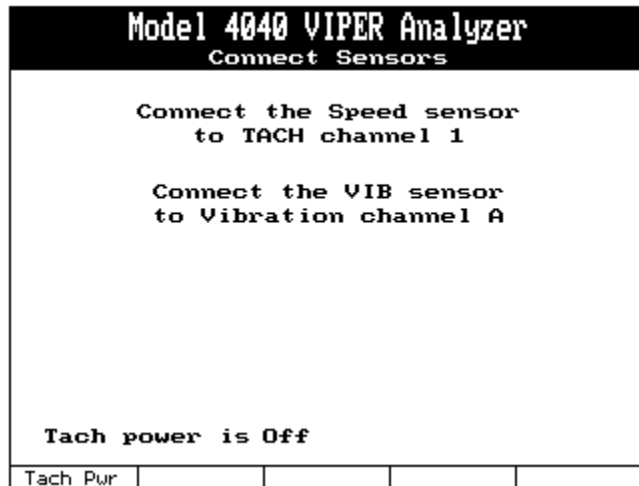 Model 4040 VIPER Analyzer
Connect Sensors
Connect the Speed sensor
to TACH channel 1
Connect the VIB sensor
to Vibration channel A
Tach power is Off
Tach Pwr